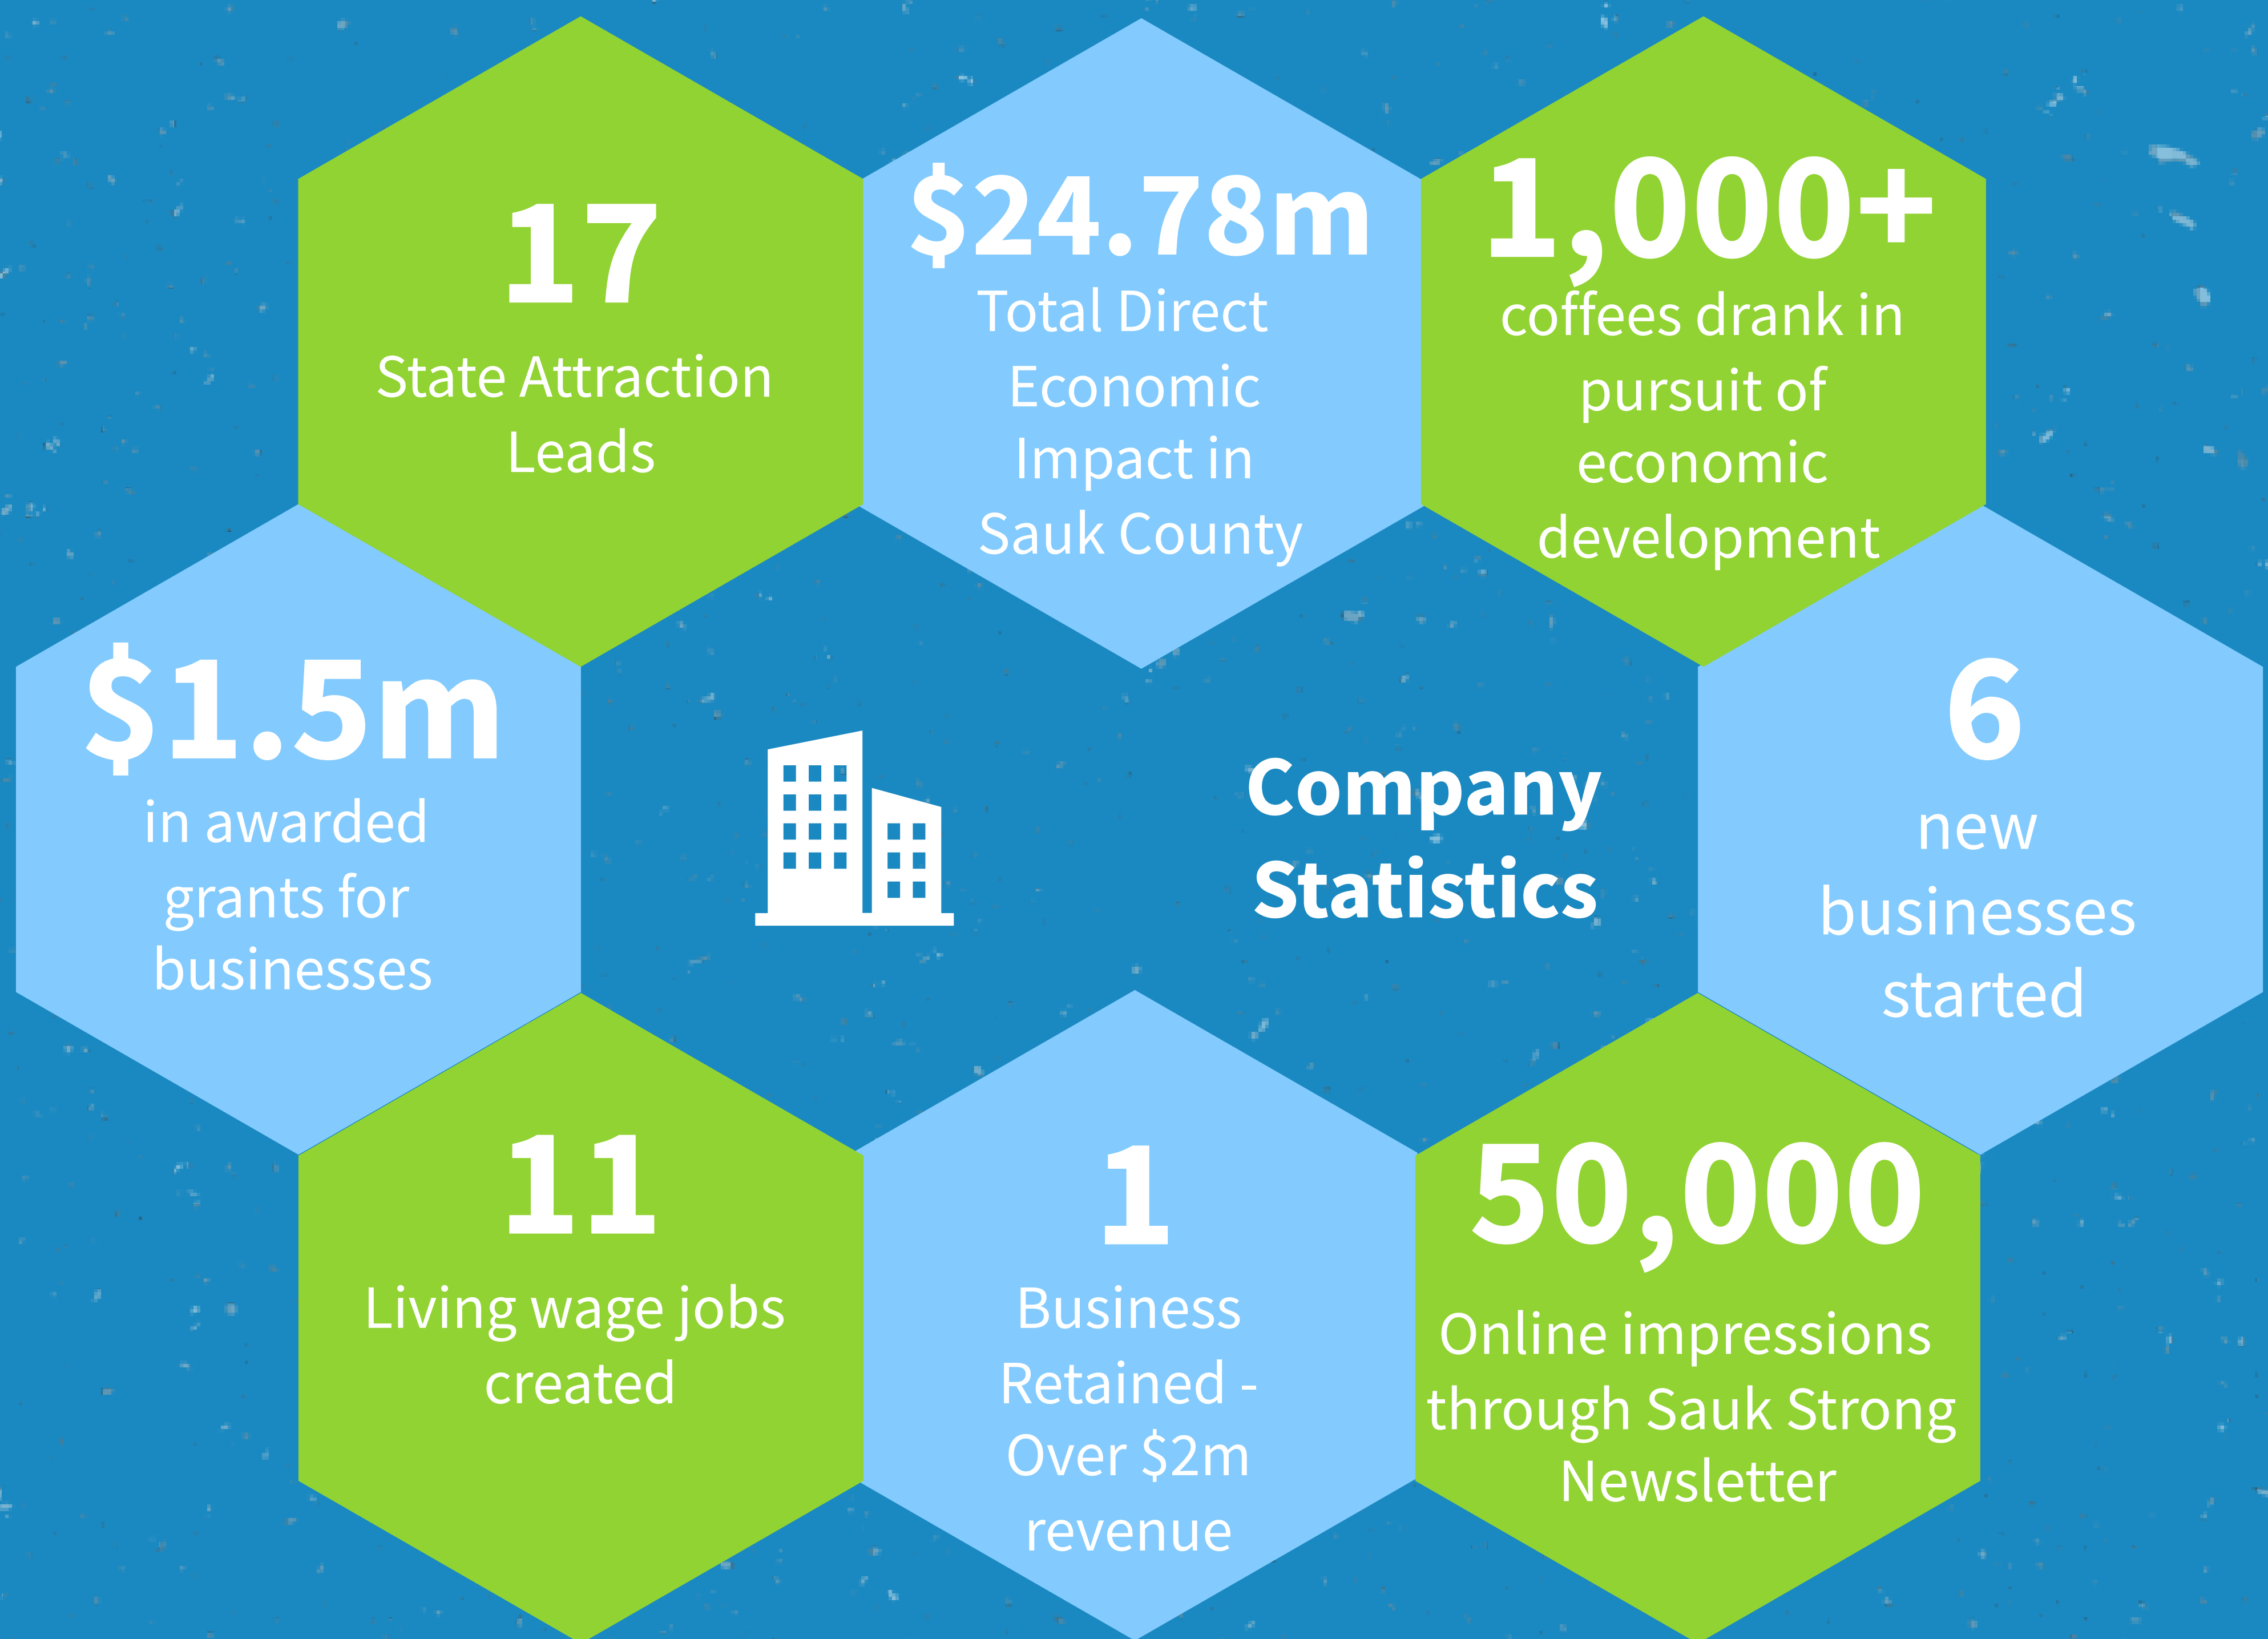 17
State Attraction
Leads
$24.78m
Total Direct
Economic
Impact in
Sauk County
1,000+
coffees drank in
pursuit of
economic
development
$1.5m
in awarded
grants for
businesses
Company
Statistics
6
new
businesses
started
11
Living wage jobs
created
1
Business
Retained -
Over $2m
revenue
50,000
Online impressions
through Sauk Strong
Newsletter